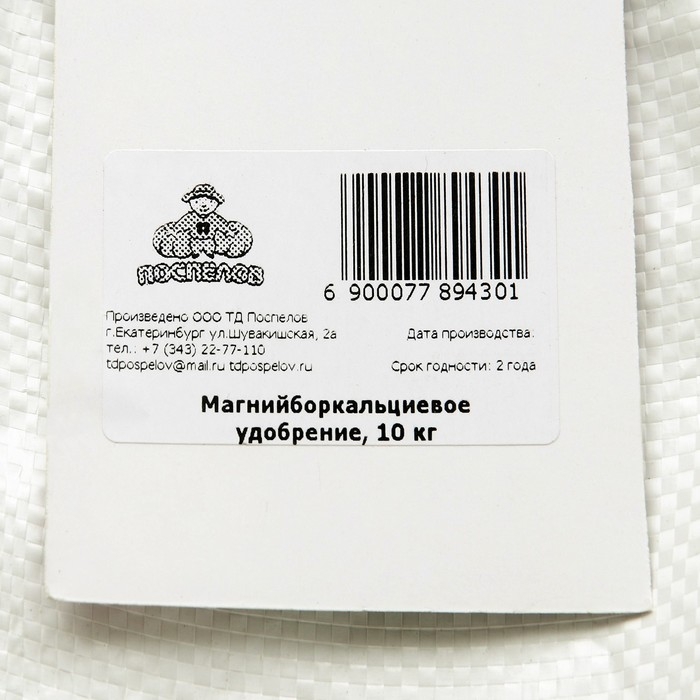 ПОСПЕЛОВ
6 900077 894301
Произведено ООО ТД Поспелов
г.Екатеринбург ул.Шувакишская, 2а
тел.: +7 (343) 22-77-110
tdpospelov@mail.ru tdpospelov.ru
Дата производства:
Срок годности: 2 года
Магнийборкальциевое
удобрение, 10 кг